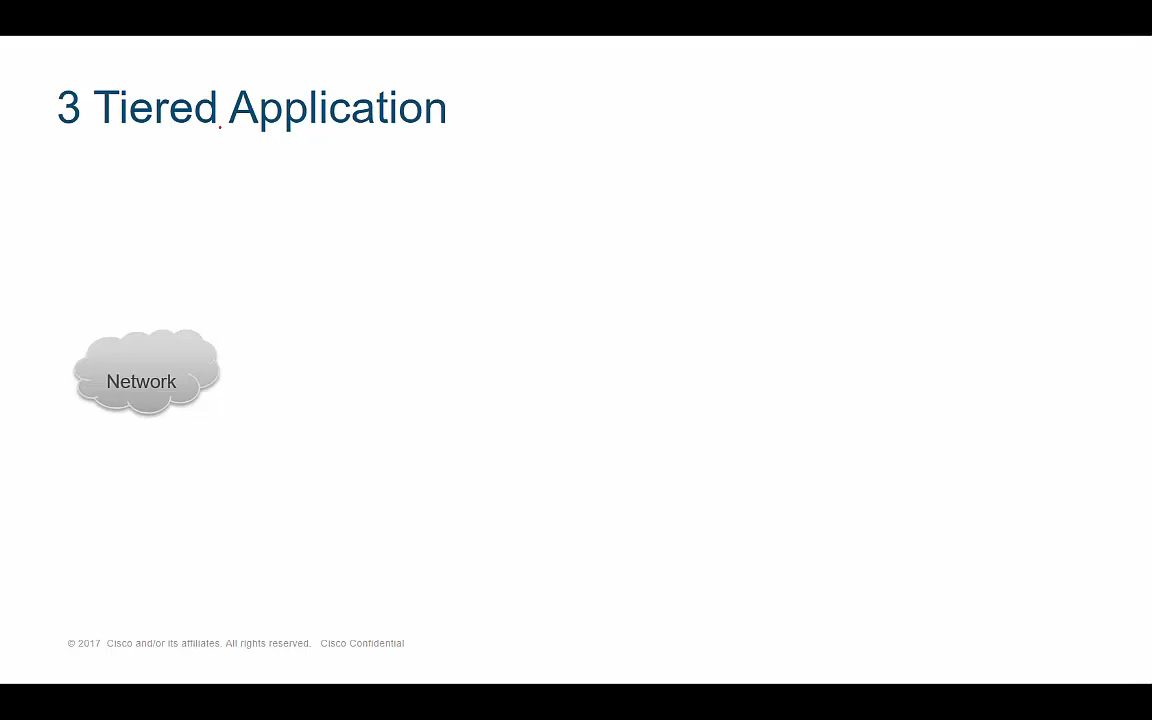 3 Tiered Application
Network
© 2017 Cisco and/or its affiliates. All rights reserved. Cisco Confidential